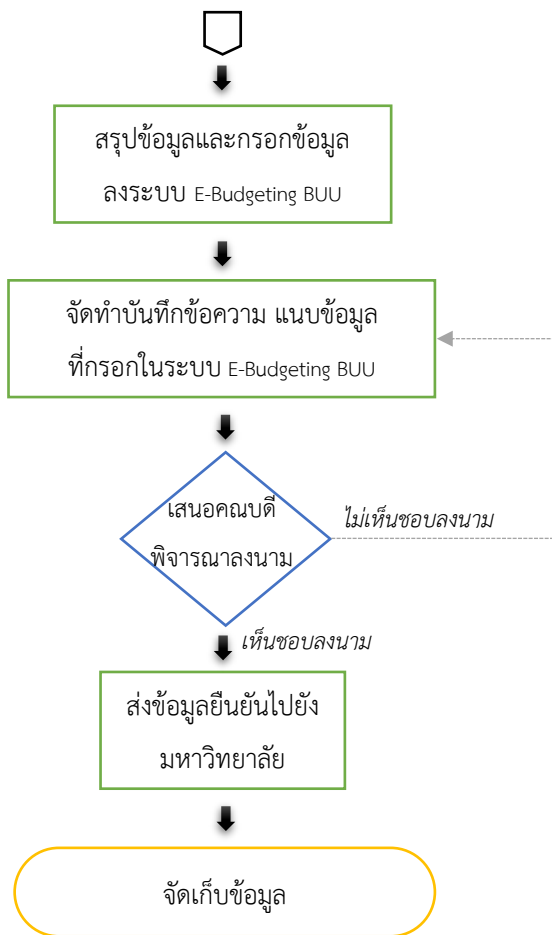 สรุปข้อมูลและกรอกข้อมูล
ลงระบบ E-Budgeting BUU
จัดทำบันทึกข้อความ แนบข้อมูล
ที่กรอกในระบบ E-Budgeting BUU
เสนอคณบดี
พิจารณาลงนาม
ไม่เห็นชอบลงนาม
เห็นชอบลงนาม
ส่งข้อมูลยืนยันไปยัง
มหาวิทยาลัย
จัดเก็บข้อมูล